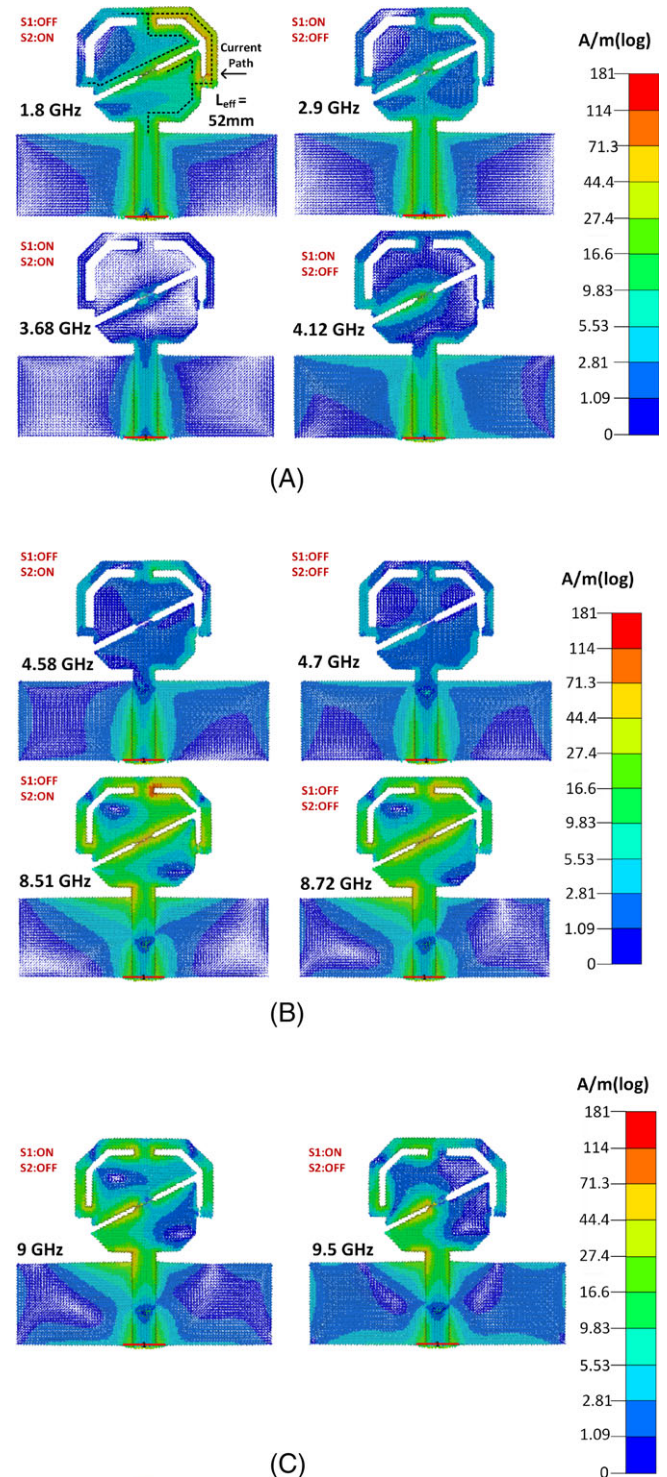 S1:OFF
S2:ON
Current
Path
L_eff =
52mm
1.8 GHz
S1:ON
S2:OFF
2.9 GHz
S1:ON
S2:ON
3.68 GHz
S1:ON
S2:OFF
4.12 GHz
A/m(log)
181
114
71.3
44.4
27.4
16.6
9.83
5.53
2.81
1.09
0
(A)
S1:OFF
S2:ON
4.58 GHz
S1:OFF
S2:OFF
4.7 GHz
S1:OFF
S2:ON
8.51 GHz
S1:OFF
S2:OFF
8.72 GHz
A/m(log)
181
114
71.3
44.4
27.4
16.6
9.83
5.53
2.81
1.09
0
(B)
S1:ON
S2:OFF
9 GHz
S1:ON
S2:OFF
9.5 GHz
A/m(log)
181
114
71.3
44.4
27.4
16.6
9.83
5.53
2.81
1.09
0
(C)